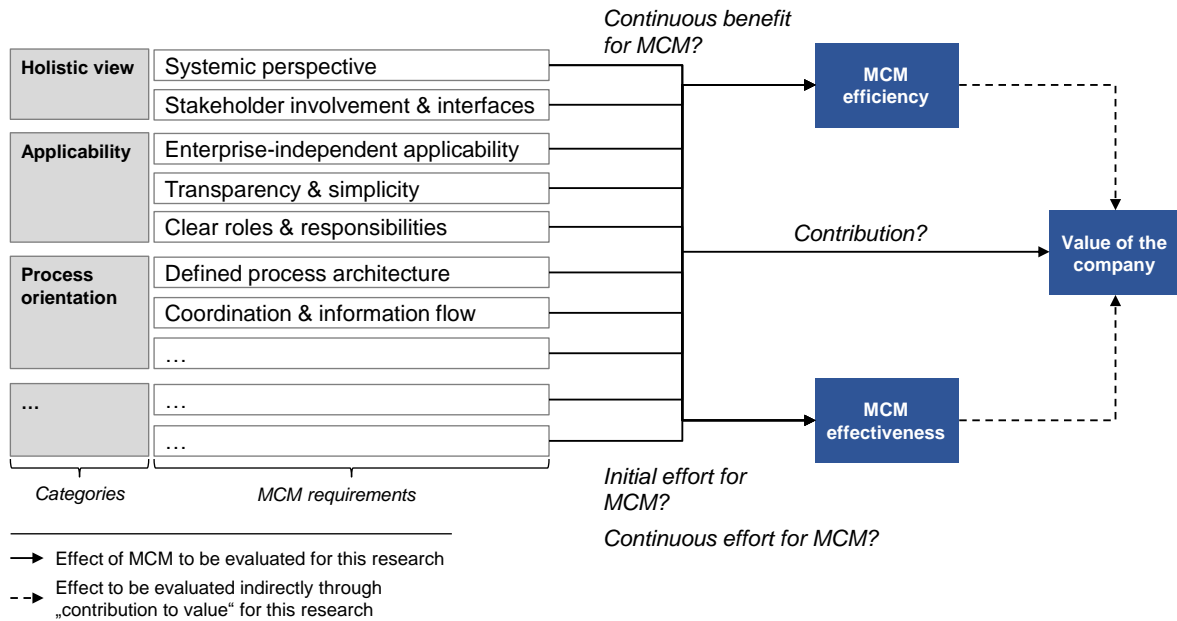 Continuous benefit
for MCM?
Holistic view
Systemic perspective
Stakeholder involvement & interfaces
Applicability
Enterprise-independent applicability
Transparency & simplicity
Clear roles & responsibilities
Process
orientation
Defined process architecture
Coordination & information flow
…
…
…
…
Categories
MCM requirements
MCM
efficiency
Contribution?
Value of the
company
MCM
effectiveness
Initial effort for
MCM?
Continuous effort for MCM?
Effect of MCM to be evaluated for this research
Effect to be evaluated indirectly through
„contribution to value“ for this research